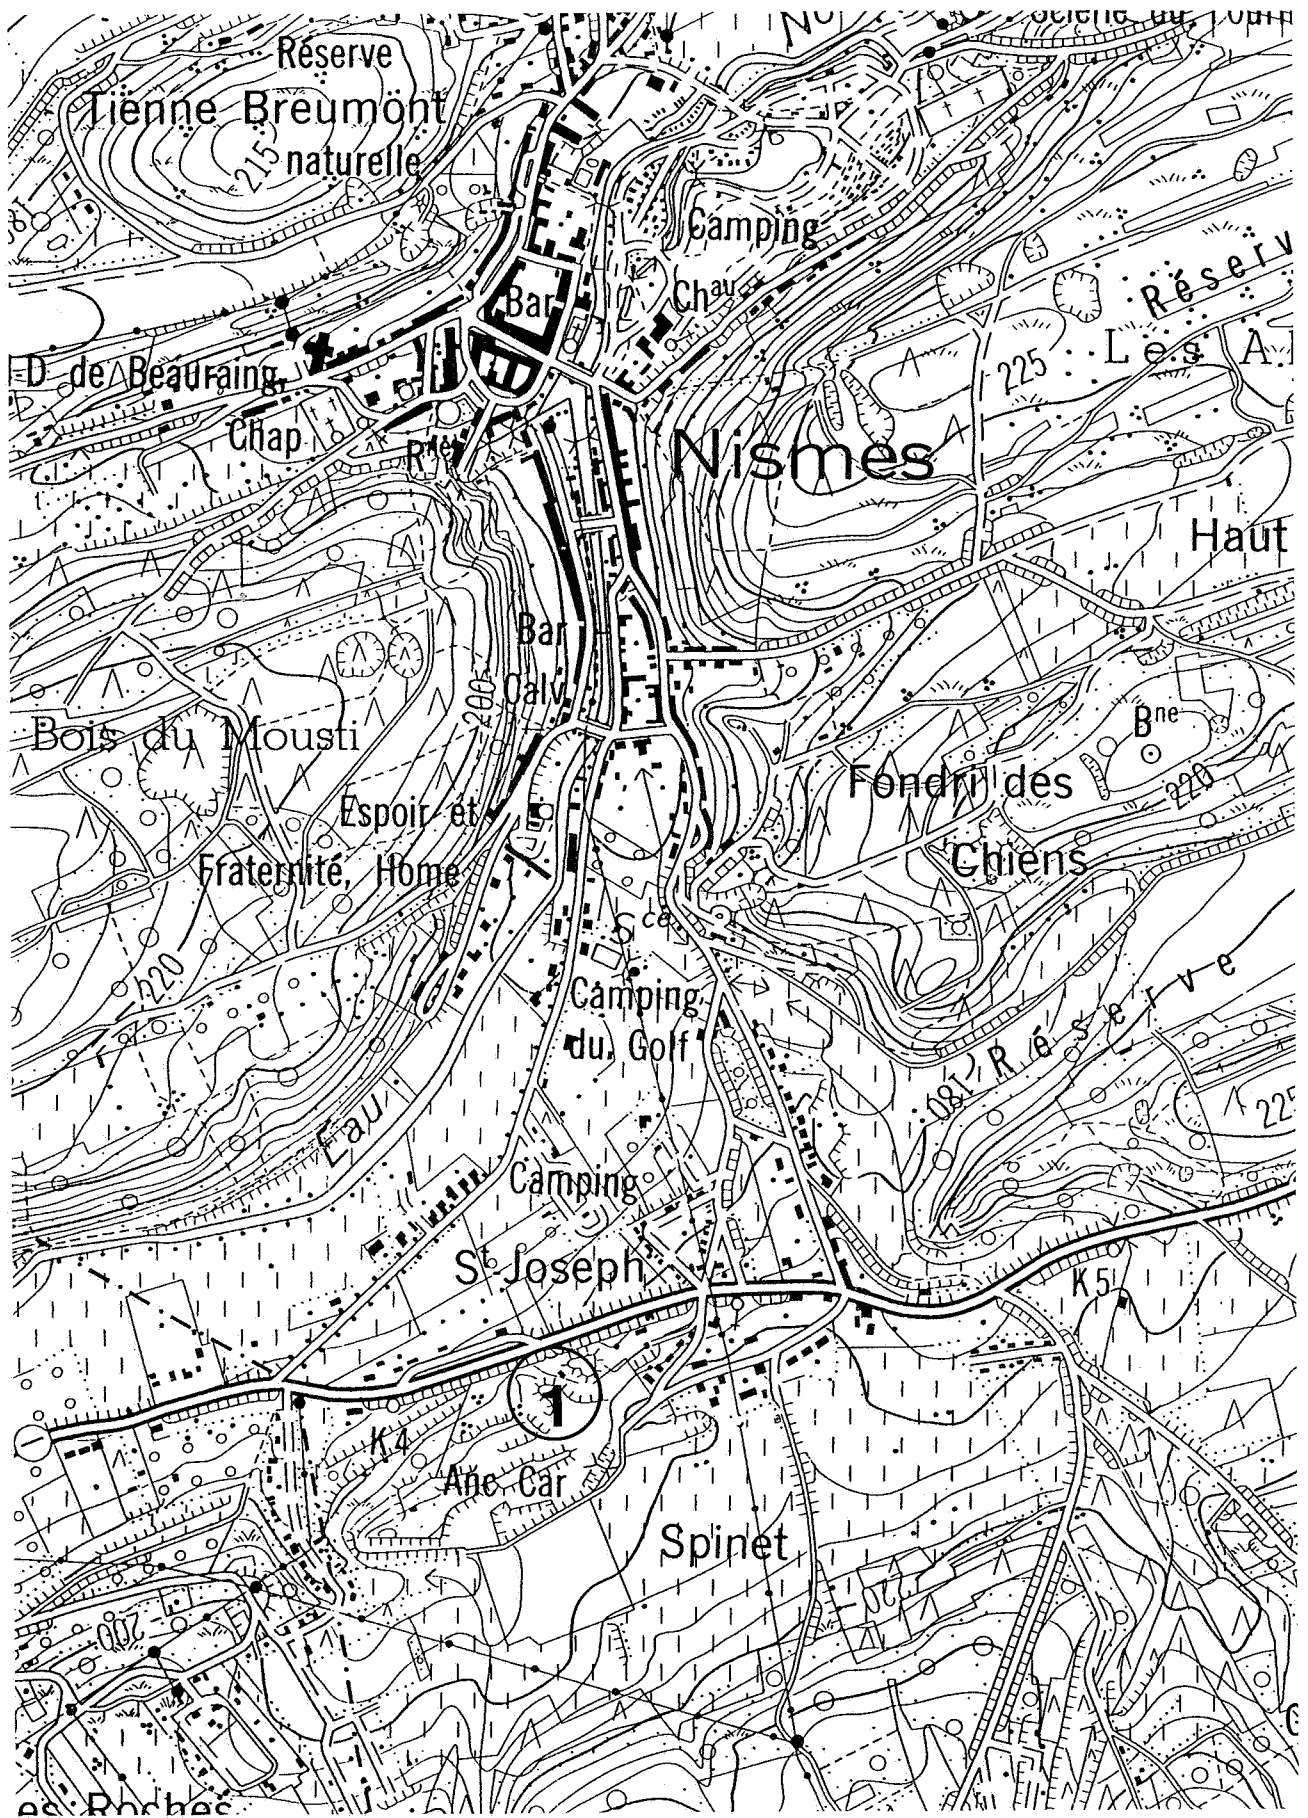 Réserve
Tienne Breumont
215 naturelle
Camping
Réserv
Bar
Chau
D. de Beauraing,
Les A
225
Chap
Rné
Nismes
Haut
Bar
200
Calv
Bois du Mousti
Bne
Fondri des
220
Espoir et
Chiens
Fraternité, Home
Sce
220
Réserve
Camping
du Golf
180
225
Eau
Camping
St Joseph
K5
1
K4
Anc Car
Spinet
200
es Roches